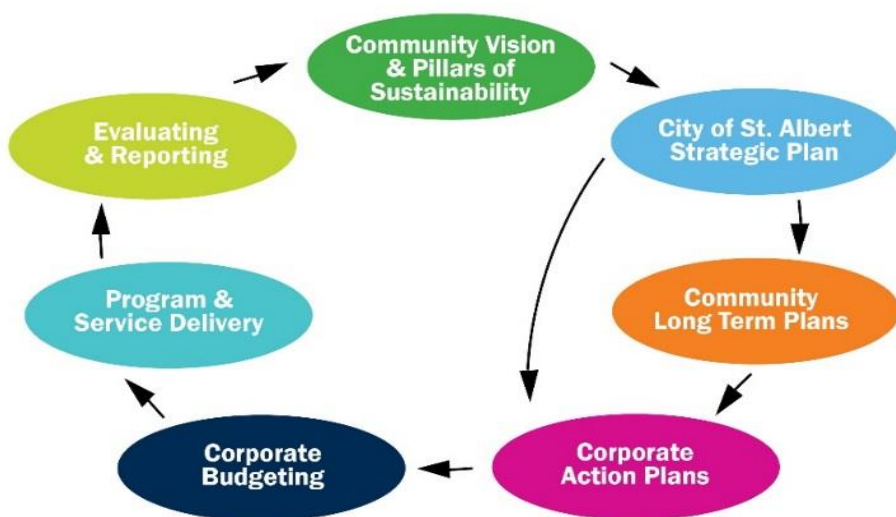 Community Vision
& Pillars of
Sustainability
City of St. Albert
Strategic Plan
Community
Long Term Plans
Corporate
Action Plans
Corporate
Budgeting
Program &
Service Delivery
Evaluating
& Reporting